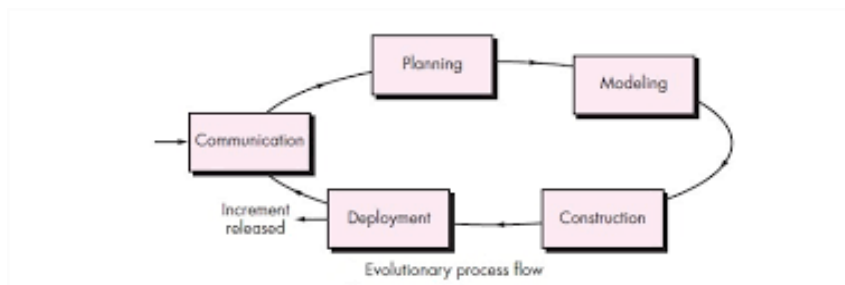 Planning
Modeling
Communication
Increment
released
Deployment
Construction
Evolutionary process flow